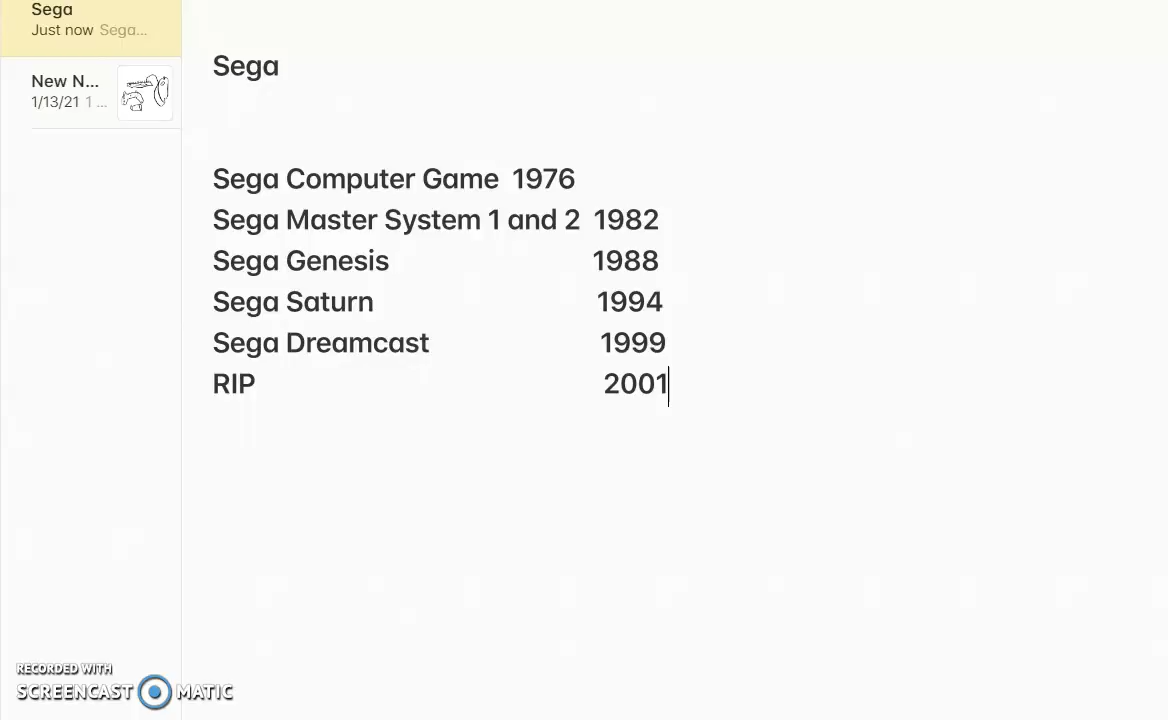 Sega
Just now Sega...
New N...
1/13/21 1 ...
Sega
Sega Computer Game 1976
Sega Master System 1 and 2 1982
Sega Genesis 1988
Sega Saturn 1994
Sega Dreamcast 1999
RIP 2001
RECORDED WITH
SCREENCAST MATIC